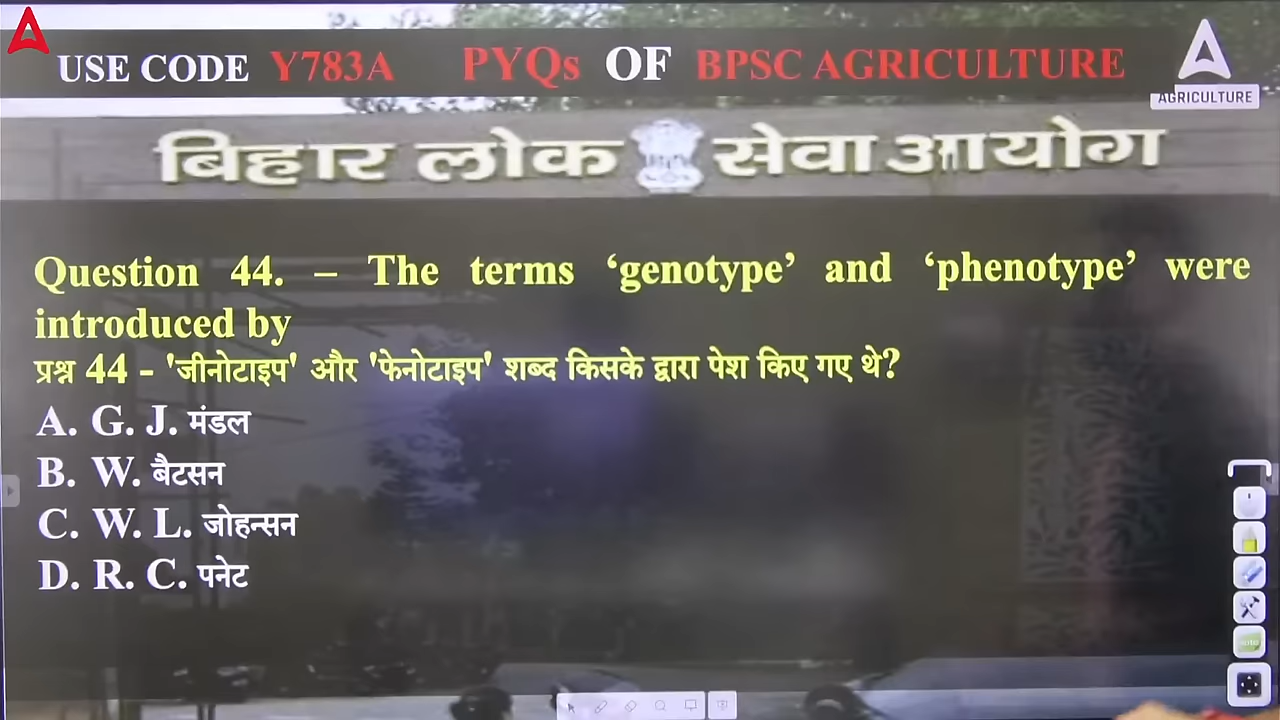 USE CODE Y783A PYQs OF BPSC AGRICULTURE
AGRICULTURE
बिहार लोक सेवा आयोग
Question 44. – The terms ‘genotype’ and ‘phenotype’ were
introduced by
प्रश्न 44 - 'जीनोटाइप' और 'फेनोटाइप' शब्द किसके द्वारा पेश किए गए थे?
A. G. J. मंडल
B. W. बैटसन
C. W. L. जोहन्सन
D. R. C. पनेट